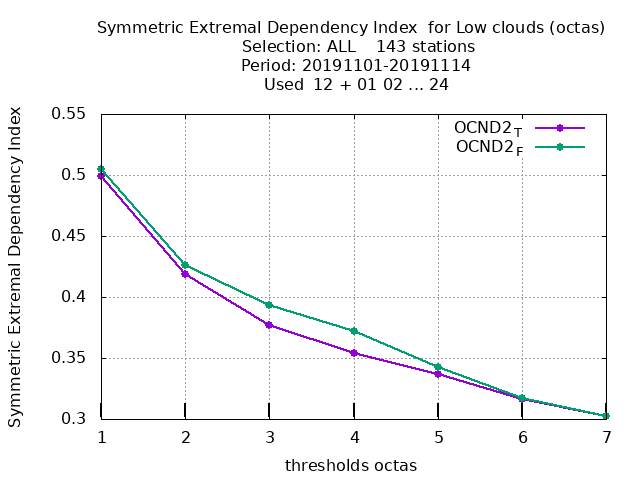 Symmetric Extremal Dependency Index  for Low clouds (octas)
Selection: ALL    143 stations
Period: 20191101-20191114
Used  12 + 01 02 ... 24
OCND2T
OCND2F
Symmetric Extremal Dependency Index
0.55
0.5
0.45
0.4
0.35
0.3
1 2 3 4 5 6 7
thresholds octas